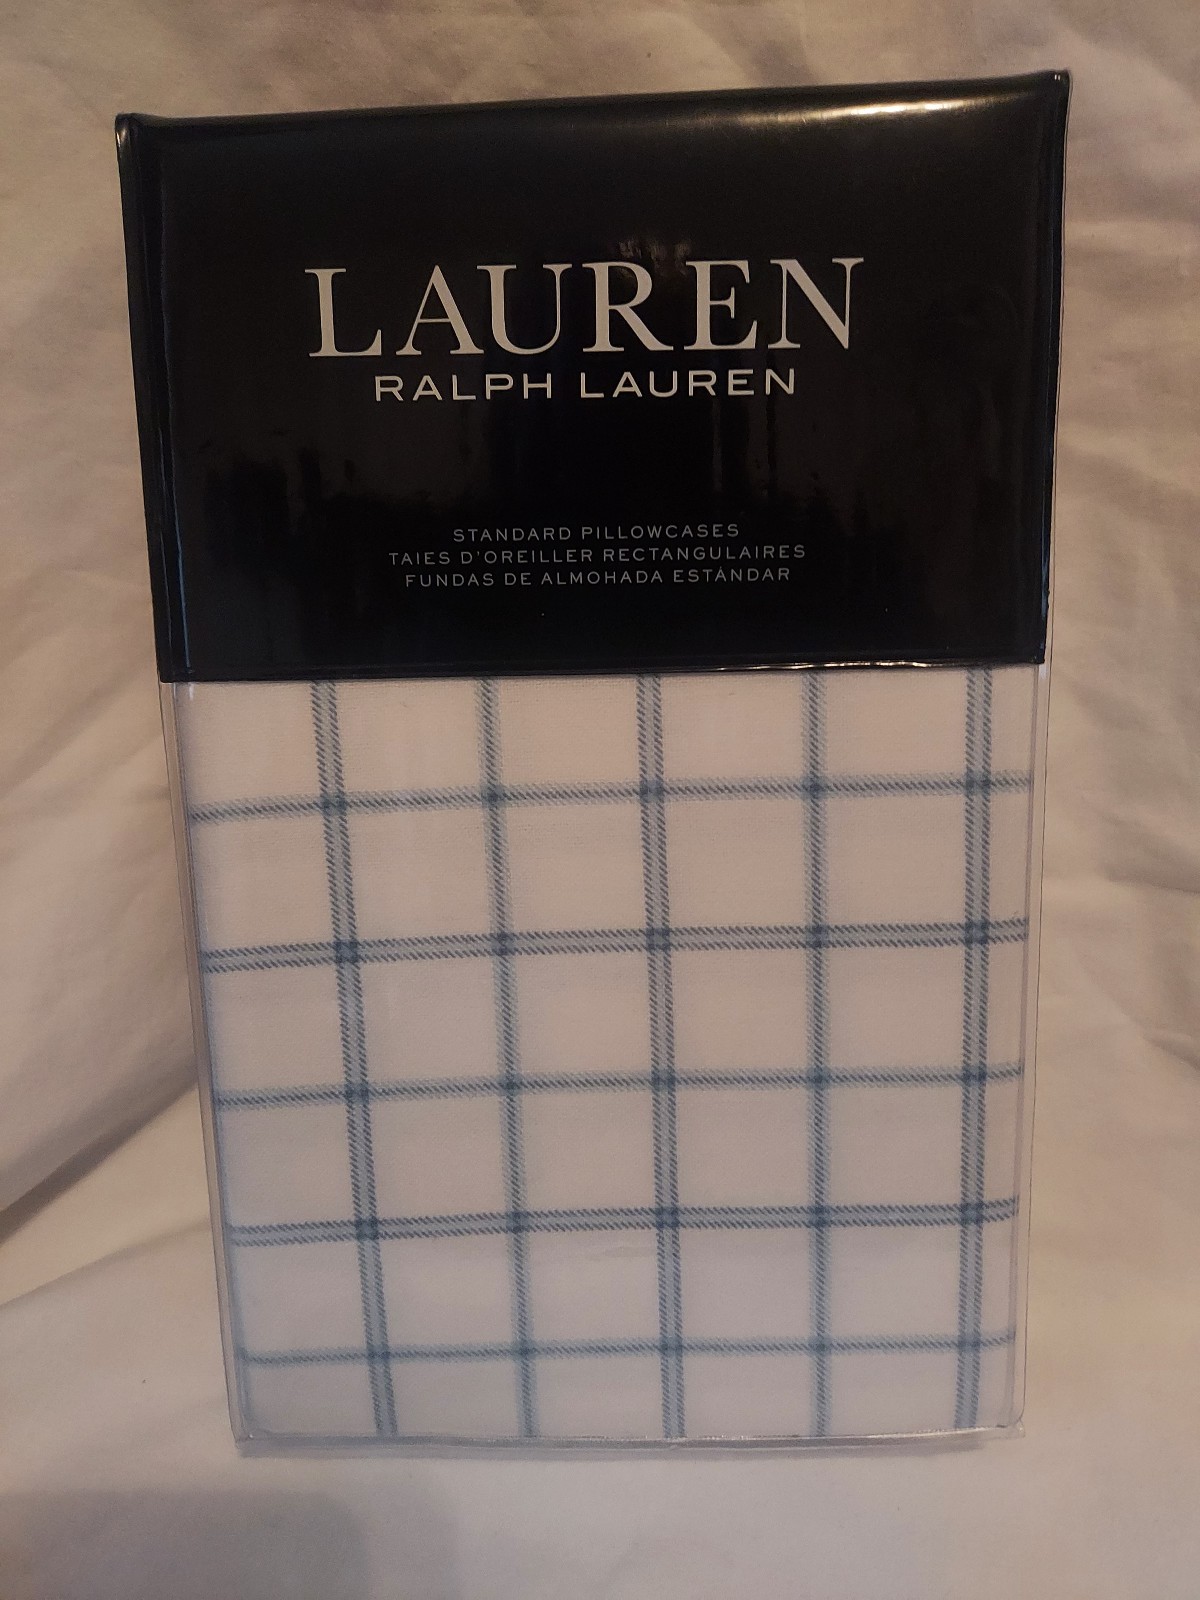 LAUREN
RALPH LAUREN
STANDARD PILLOWCASES
TAIES D'OREILLER RECTANGULAIRES
FUNDAS DE ALMOHADA ESTÁNDAR